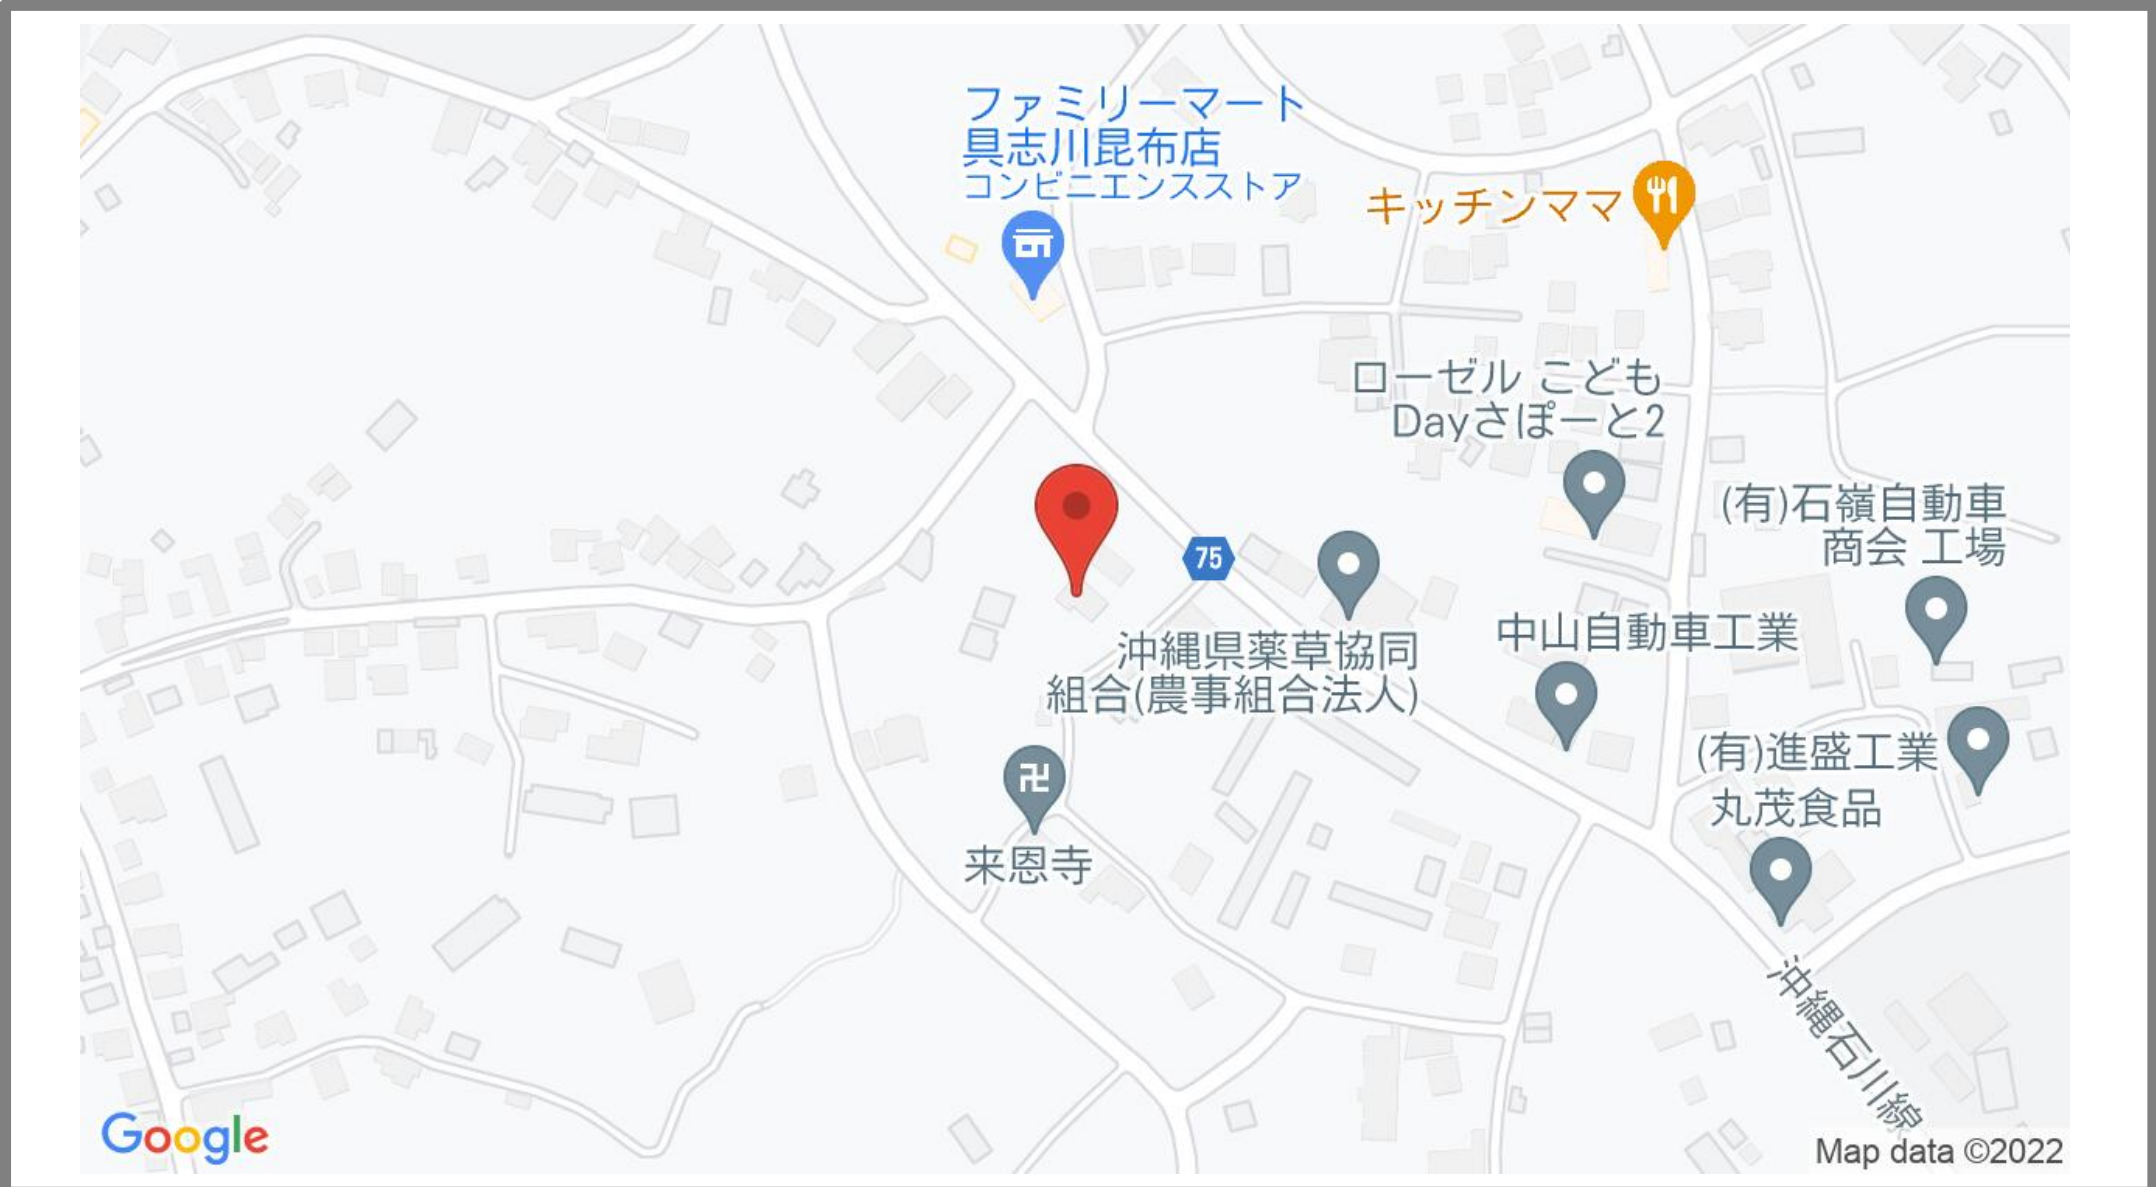 ファミリーマート
具志川昆布店
コンビニエンスストア
キッチンママ
ローゼル こども
Dayさぽーと2
(有)石嶺自動車
商会 工場
75
沖縄県薬草協同
組合(農事組合法人)
中山自動車工業
(有)進盛工業
丸茂食品
卍
来恩寺
沖縄石川線
Google
Map data ©2022